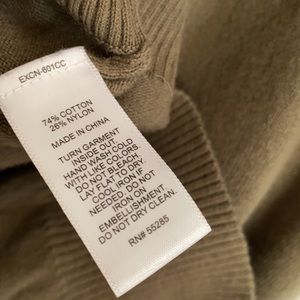 EXCN-601CC
74% COTTON
26% NYLON
MADE IN CHINA
TURN GARMENT
INSIDE OUT
HAND WASH COLD
WITH LIKE COLORS.
DO NOT BLEACH
LAY FLAT TO DRY.
COOL IRON IF
NEEDED. DO NOT
IRON ON
EMBELLISHMENT
DO NOT DRY CLEAN.
RN# 55285